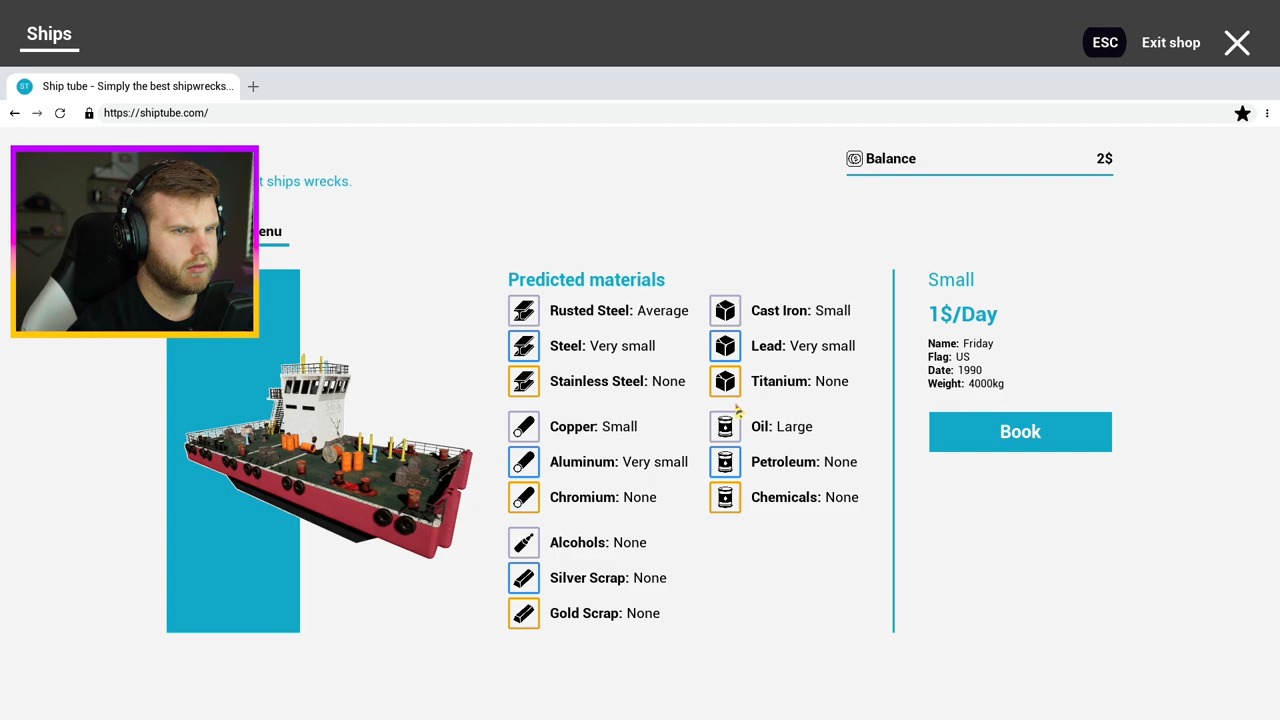 Ships
ESC Exit shop
ST Ship tube - Simply the best shipwrecks...
https://shiptube.com/
Balance 2$
t ships wrecks.
enu
Predicted materials
Rusted Steel: Average
Steel: Very small
Stainless Steel: None
Copper: Small
Aluminum: Very small
Chromium: None
Alcohols: None
Silver Scrap: None
Gold Scrap: None
Cast Iron: Small
Lead: Very small
Titanium: None
Oil: Large
Petroleum: None
Chemicals: None
Small
1$/Day
Name: Friday
Flag: US
Date: 1990
Weight: 4000kg
Book